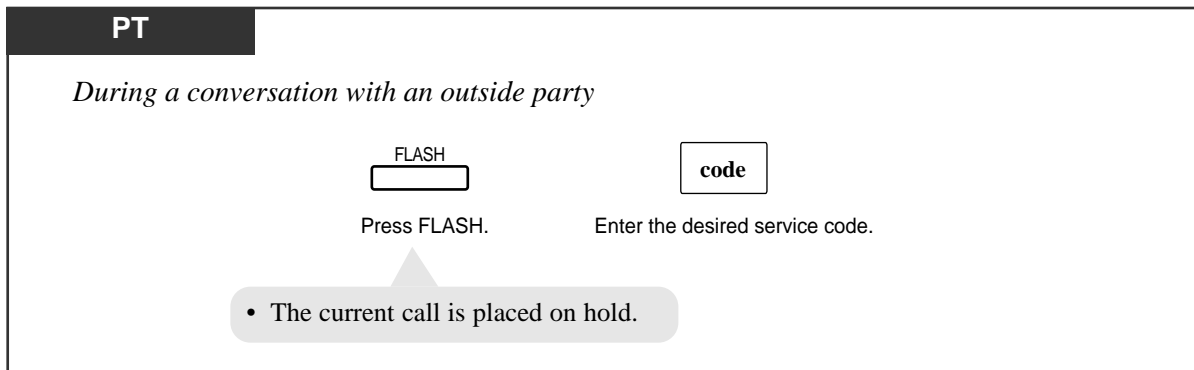 PT
During a conversation with an outside party
FLASH
code
Press FLASH.
Enter the desired service code.
• The current call is placed on hold.